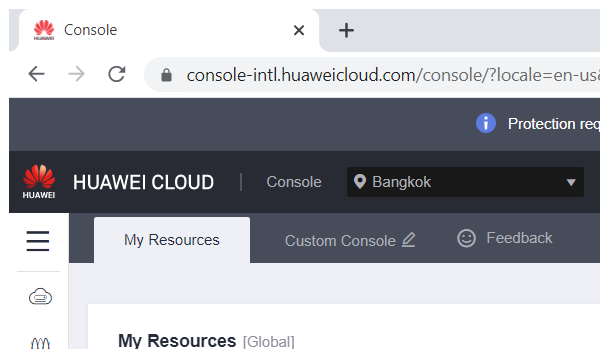 Console
console-intl.huaweicloud.com/console/?locale=en-us
Protection req
HUAWEI
HUAWEI CLOUD
Console
Bangkok
My Resources
Custom Console
Feedback
My Resources [Global]